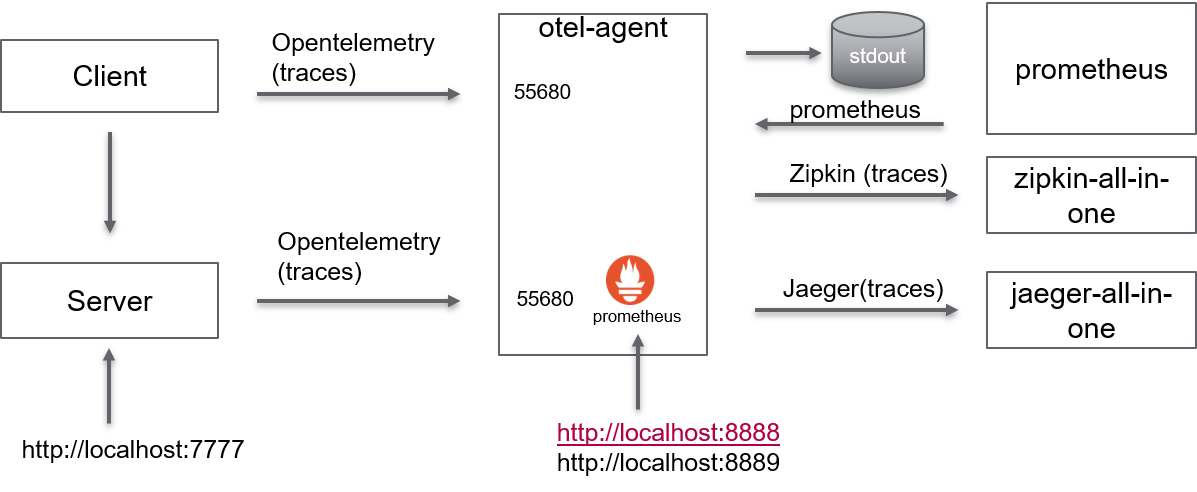 Client
Opentelemetry
(traces)
otel-agent
55680
stdout
prometheus
prometheus
Zipkin (traces)
zipkin-all-in-
one
Server
Opentelemetry
(traces)
55680
prometheus
Jaeger(traces)
jaeger-all-in-
one
http://localhost:7777
http://localhost:8888
http://localhost:8889